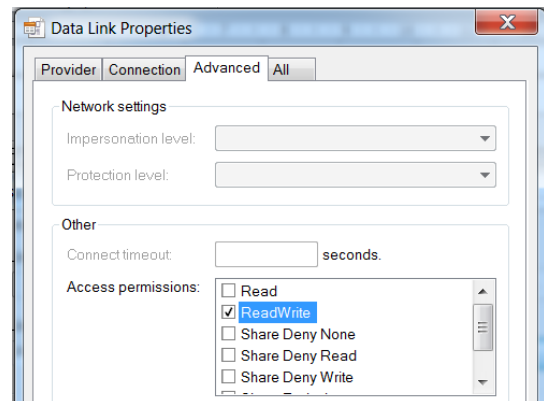 Data Link Properties
Provider Connection Advanced All
Network settings
Impersonation level:
Protection level:
Other
Connect timeout: seconds.
Access permissions:
Read
ReadWrite
Share Deny None
Share Deny Read
Share Deny Write